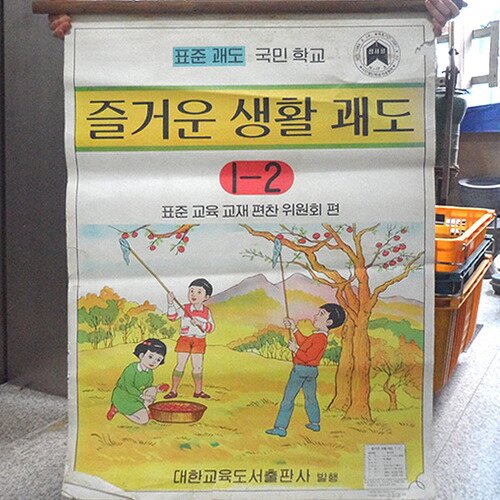 표준 괘도 국민 학교
즐거운 생활 괘도
1-2
표준 교육 교재 편찬 위원회 편
대한교육도서출판사 발행